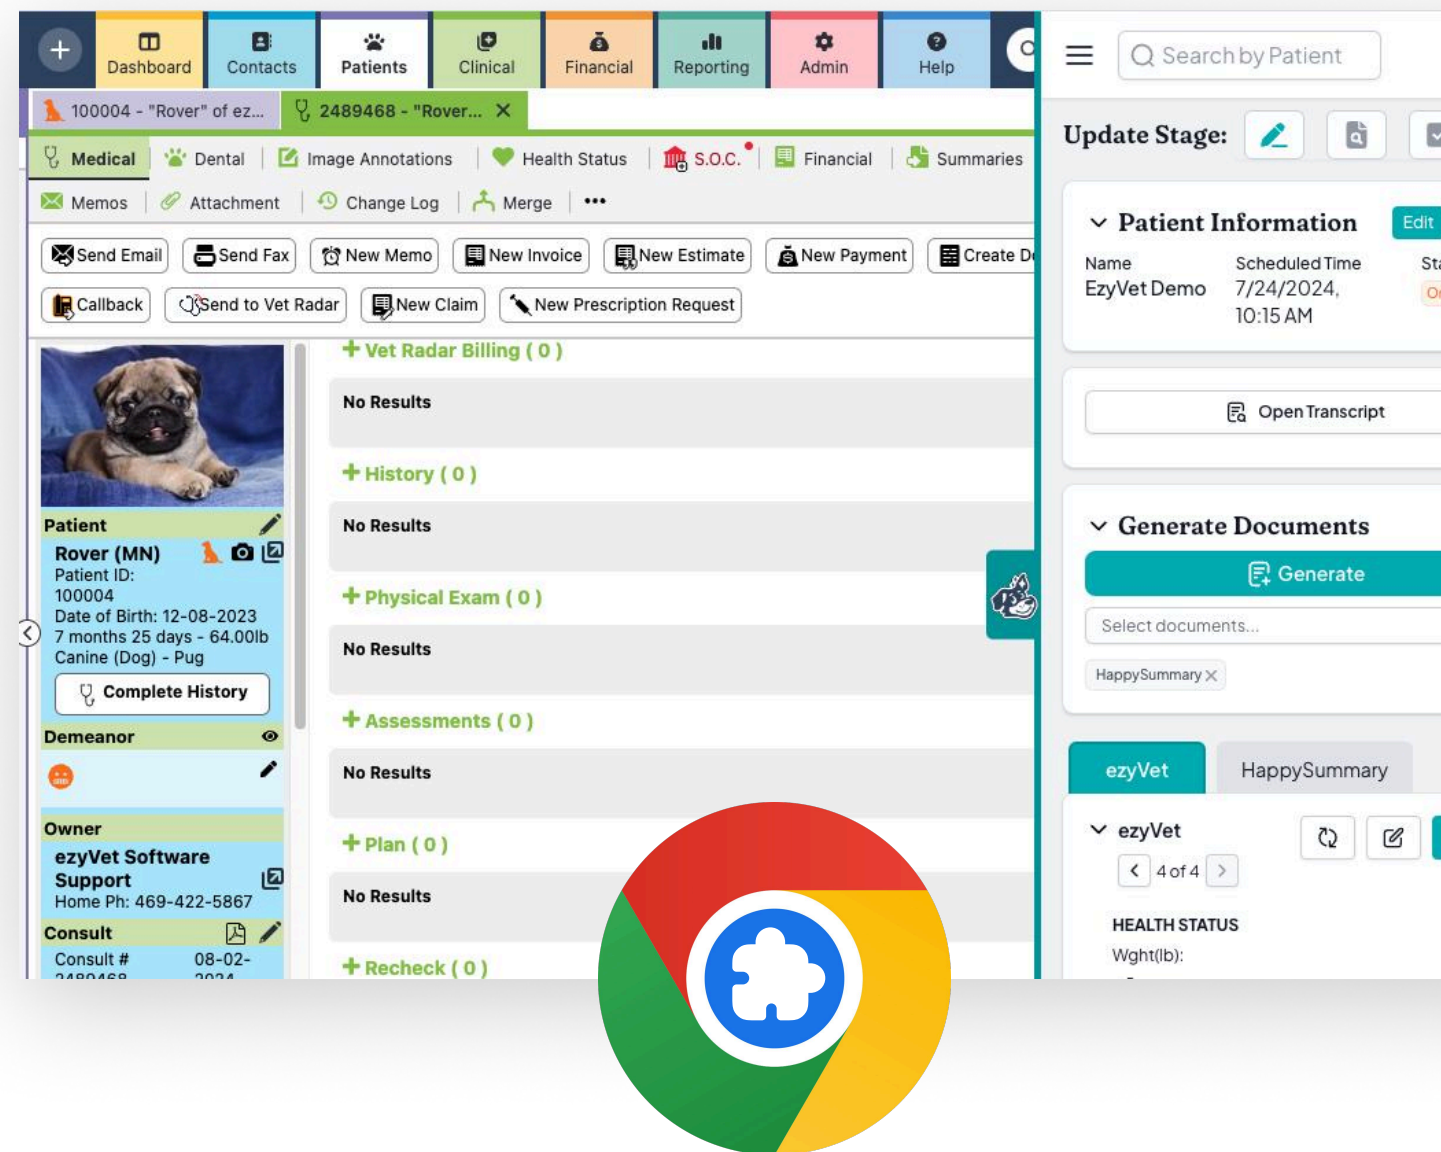 Dashboard
Contacts
Patients
Clinical
Financial
Reporting
Admin
Help
100004 - "Rover" of ez...
2489468 - "Rover...
Medical
Dental
Image Annotations
Health Status
S.O.C.
Financial
Summaries
Memos
Attachment
Change Log
Merge
Send Email
Send Fax
New Memo
New Invoice
New Estimate
New Payment
Create Do
Callback
Send to Vet Radar
New Claim
New Prescription Request
Patient
Rover (MN)
Patient ID:
100004
Date of Birth: 12-08-2023
7 months 25 days - 64.00lb
Canine (Dog) - Pug
Complete History
Demeanor
Owner
ezyVet Software
Support
Home Ph: 469-422-5867
Consult
Consult # 08-02-
2489468 2024
Vet Radar Billing ( 0 )
No Results
History ( 0 )
No Results
Physical Exam ( 0 )
No Results
Assessments ( 0 )
No Results
Plan ( 0 )
No Results
Recheck ( 0 )
Search by Patient
Update Stage:
Patient Information
Edit
Name
EzyVet Demo
Scheduled Time
7/24/2024,
10:15 AM
Sta
Open Transcript
Generate Documents
Generate
Select documents...
HappySummary
ezyVet
HappySummary
ezyVet
4 of 4
HEALTH STATUS
Wght(lb):